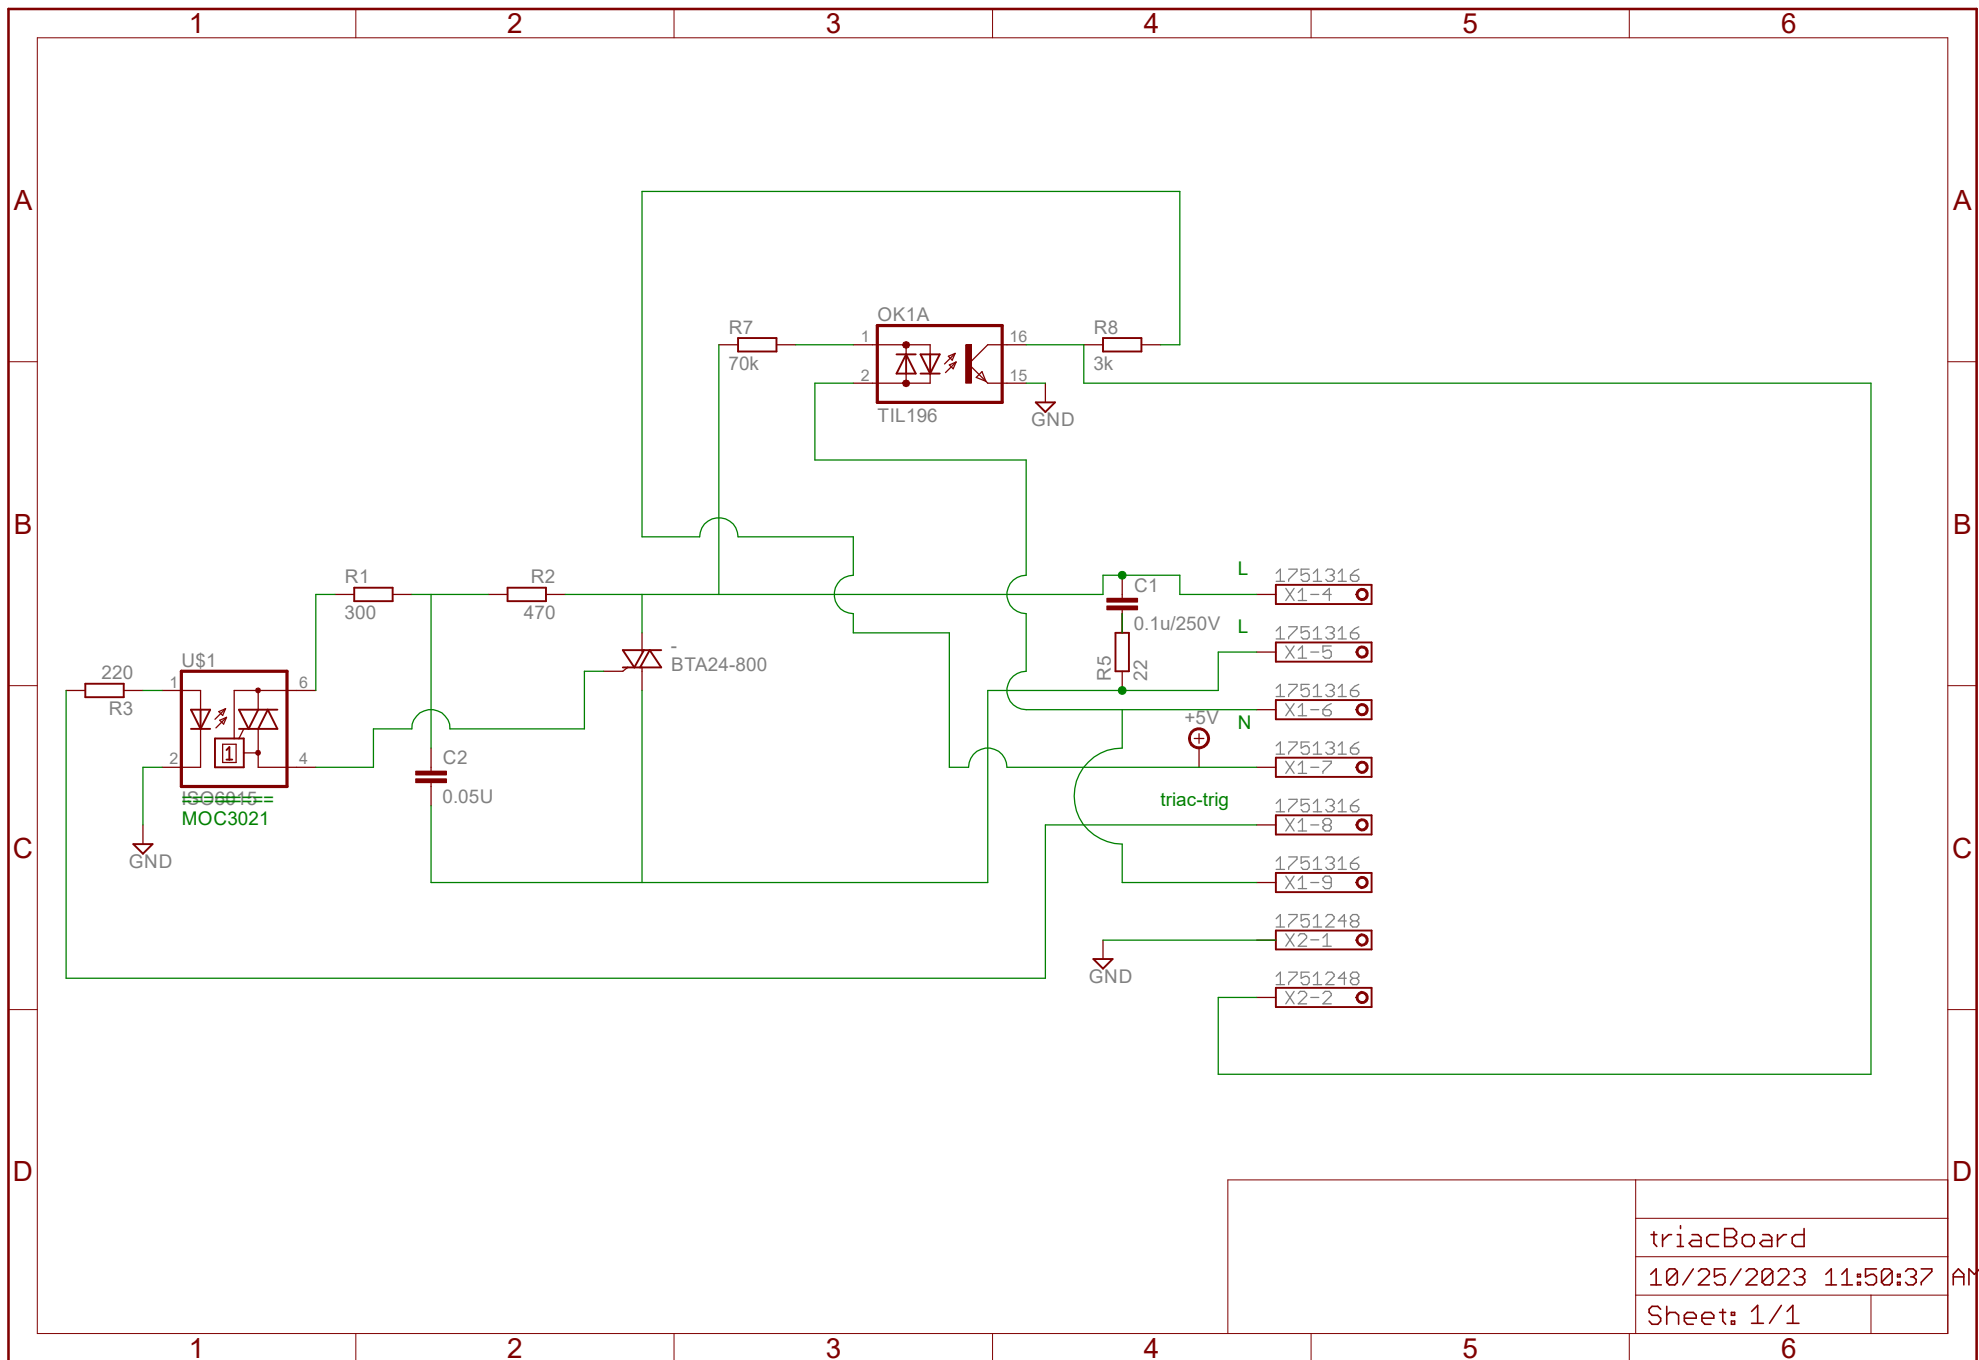 1 2 3 4 5 6
A A
OK1A
R7 1 16 R8
70k 2 15 3k
TIL196 GND
B B
L 1751316
R1 R2 C1 X1-4
300 470 0.1u/250V
L 1751316
- X1-5
BTA24-800 R5 22
220 U$1 1751316
1 6 X1-6
R3 +5V N
1751316
2 1 4 C2 X1-7
0.05U
ISO6015
MOC3021 triac-trig 1751316
X1-8
C C
GND 1751316
X1-9
1751248
X2-1
GND 1751248
X2-2
D D
triacBoard
10/25/2023 11:50:37 AM
Sheet: 1/1
1 2 3 4 5 6